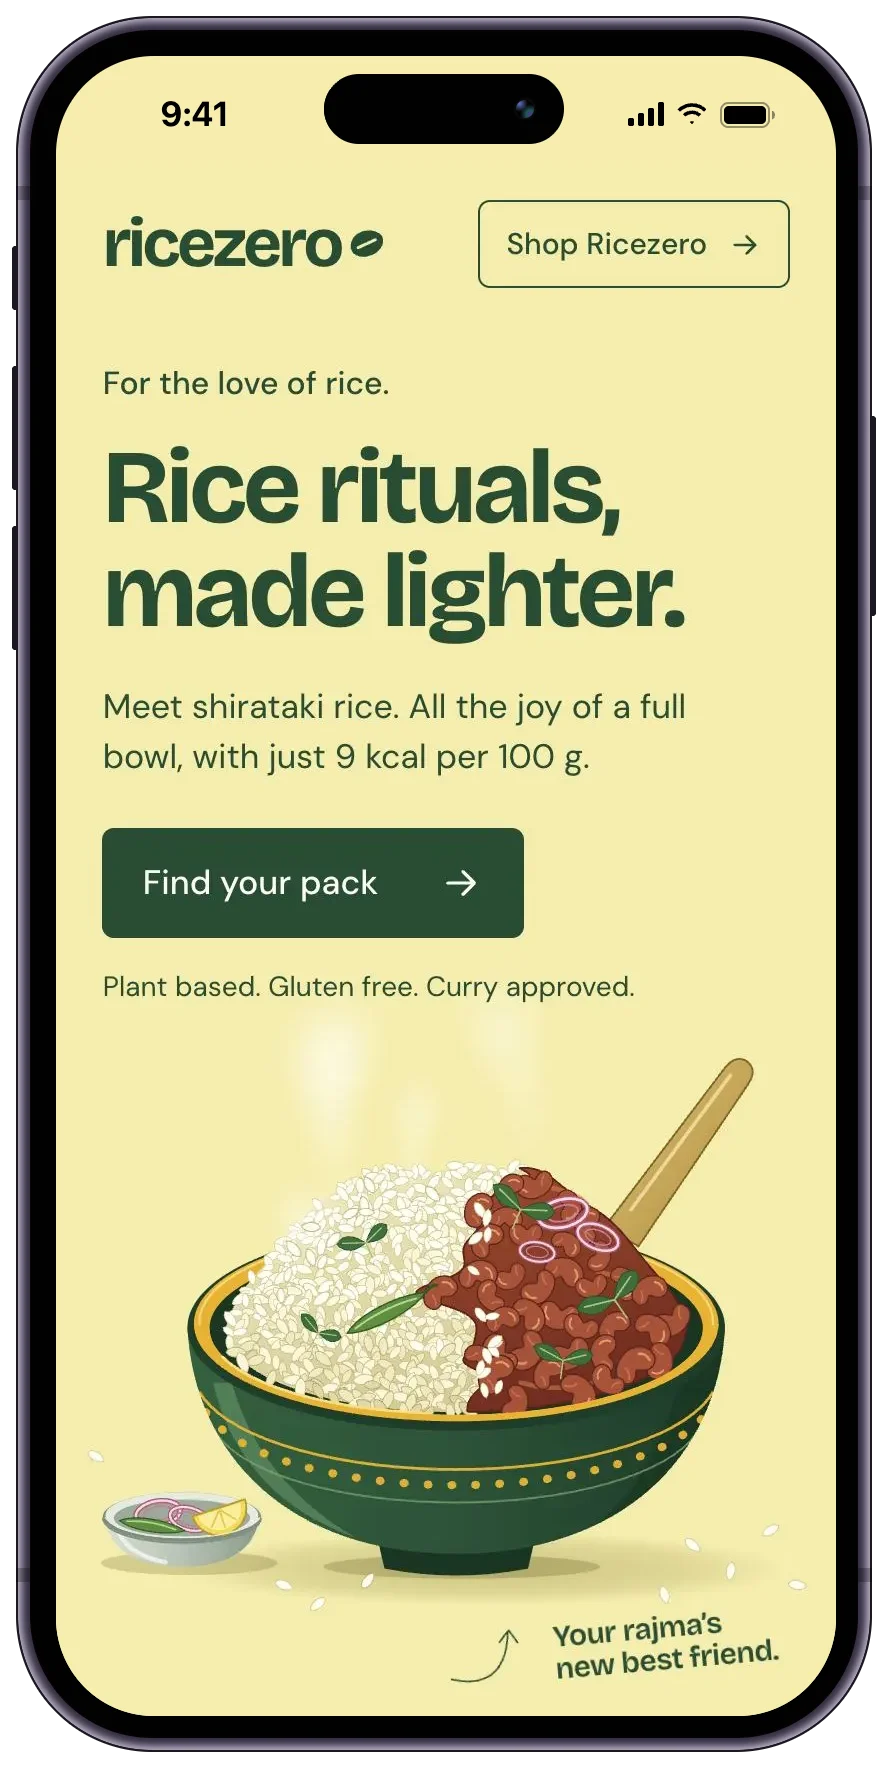 9:41
ricezero
Shop Ricezero →
For the love of rice.
Rice rituals,
made lighter.
Meet shirataki rice. All the joy of a full
bowl, with just 9 kcal per 100 g.
Find your pack →
Plant based. Gluten free. Curry approved.
Your rajma's
new best friend.